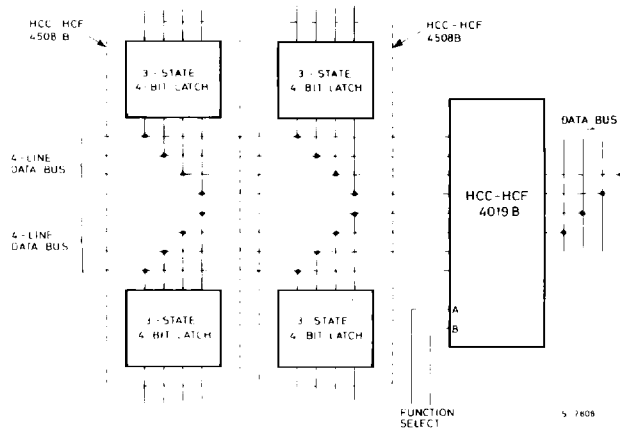 HCC-HCF
4508 B
HCC-HCF
4508B
3-STATE
4-BIT LATCH
3-STATE
4-BIT LATCH
DATA BUS
4-LINE
DATA BUS
HCC-HCF
4019 B
4-LINE
DATA BUS
3-STATE
4-BIT LATCH
3-STATE
4-BIT LATCH
A
B
FUNCTION
SELECT